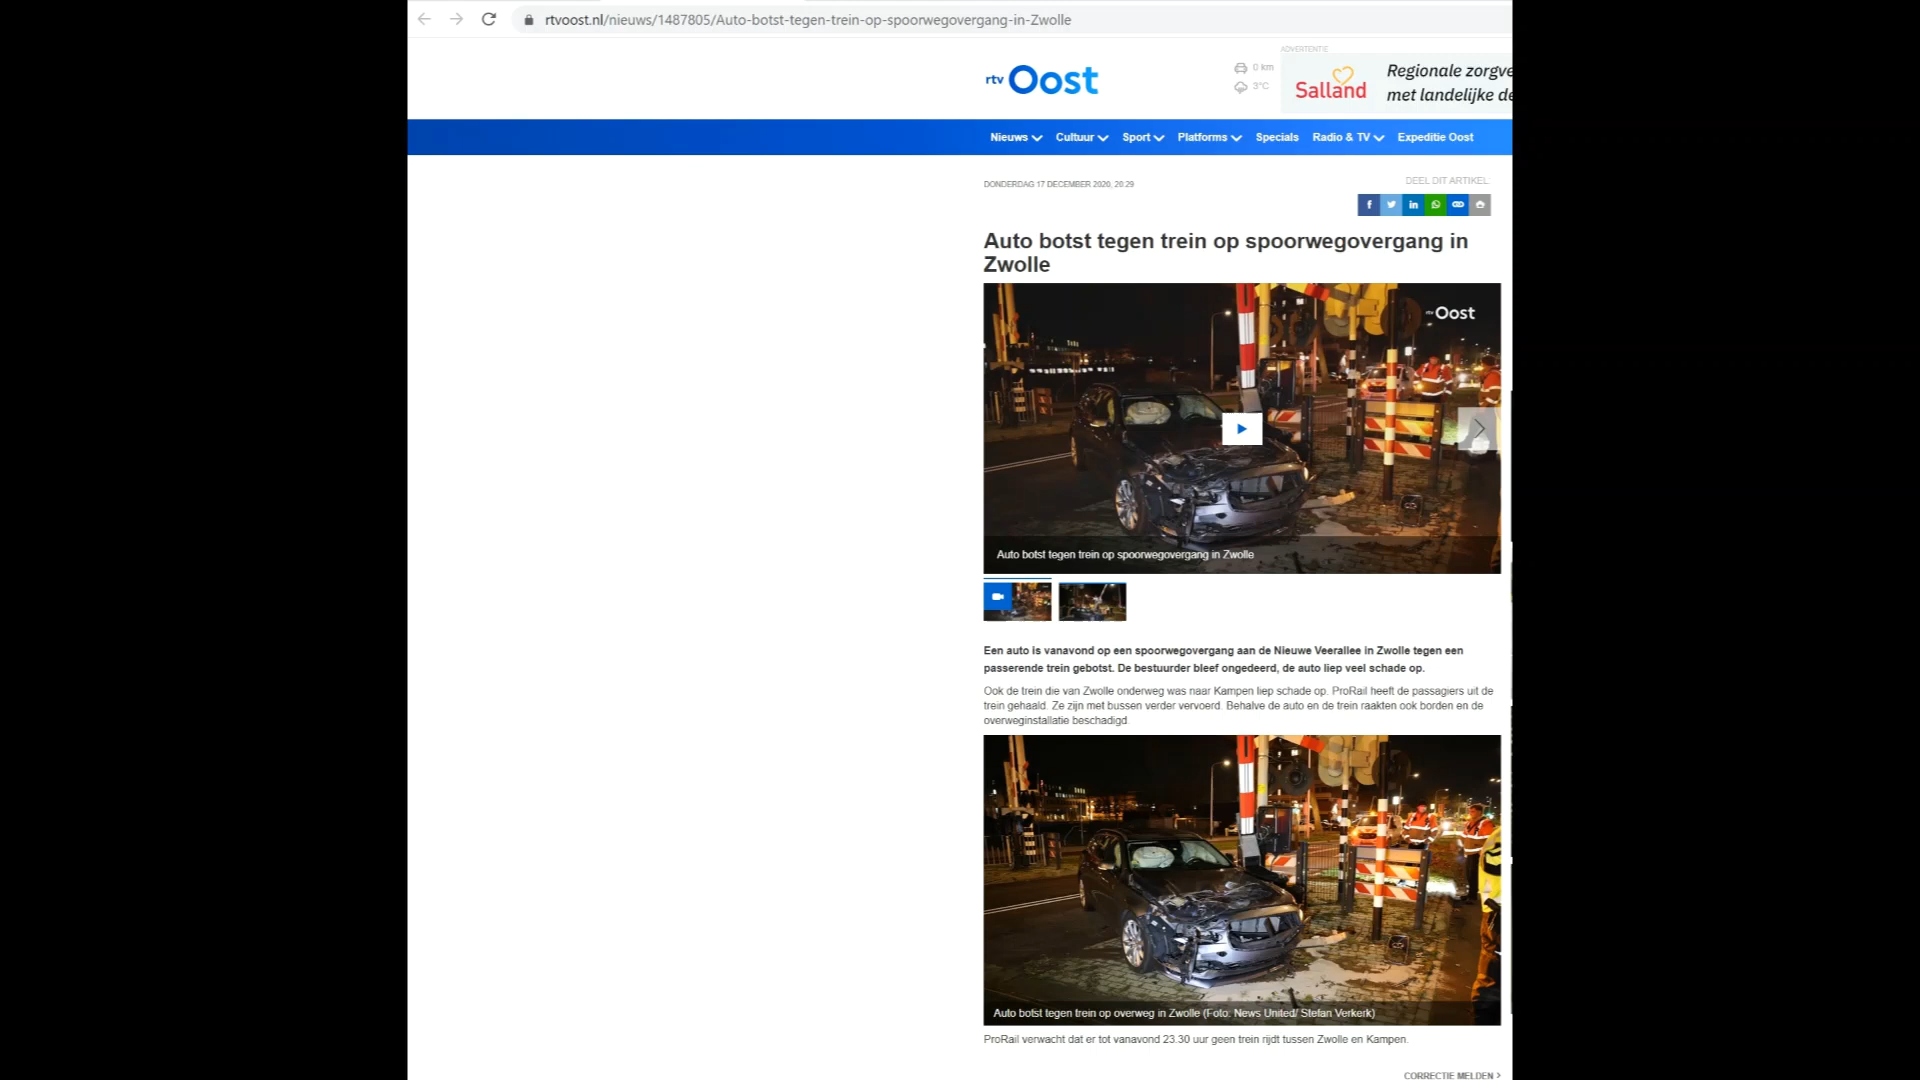 rtvoost.nl/nieuws/1487805/Auto-botst-tegen-trein-op-spoorwegovergang-in-Zwolle
ADVERTENTIE
rtv Oost
0 km
3°C
Salland
Regionale zorgve
met landelijke de
Nieuws Cultuur Sport Platforms Specials Radio & TV Expeditie Oost
DONDERDAG 17 DECEMBER 2020, 20:29
DEEL DIT ARTIKEL:
Auto botst tegen trein op spoorwegovergang in
Zwolle
Oost
Auto botst tegen trein op spoorwegovergang in Zwolle
Een auto is vanavond op een spoorwegovergang aan de Nieuwe Veerallee in Zwolle tegen een
passerende trein gebotst. De bestuurder bleef ongedeerd, de auto liep veel schade op.
Ook de trein die van Zwolle onderweg was naar Kampen liep schade op. ProRail heeft de passagiers uit de
trein gehaald. Ze zijn met bussen verder vervoerd. Behalve de auto en de trein raakten ook borden en de
overweginstallatie beschadigd.
Auto botst tegen trein op overweg in Zwolle (Foto: News United/ Stefan Verkerk)
ProRail verwacht dat er tot vanavond 23.30 uur geen trein rijdt tussen Zwolle en Kampen.
CORRECTIE MELDEN >